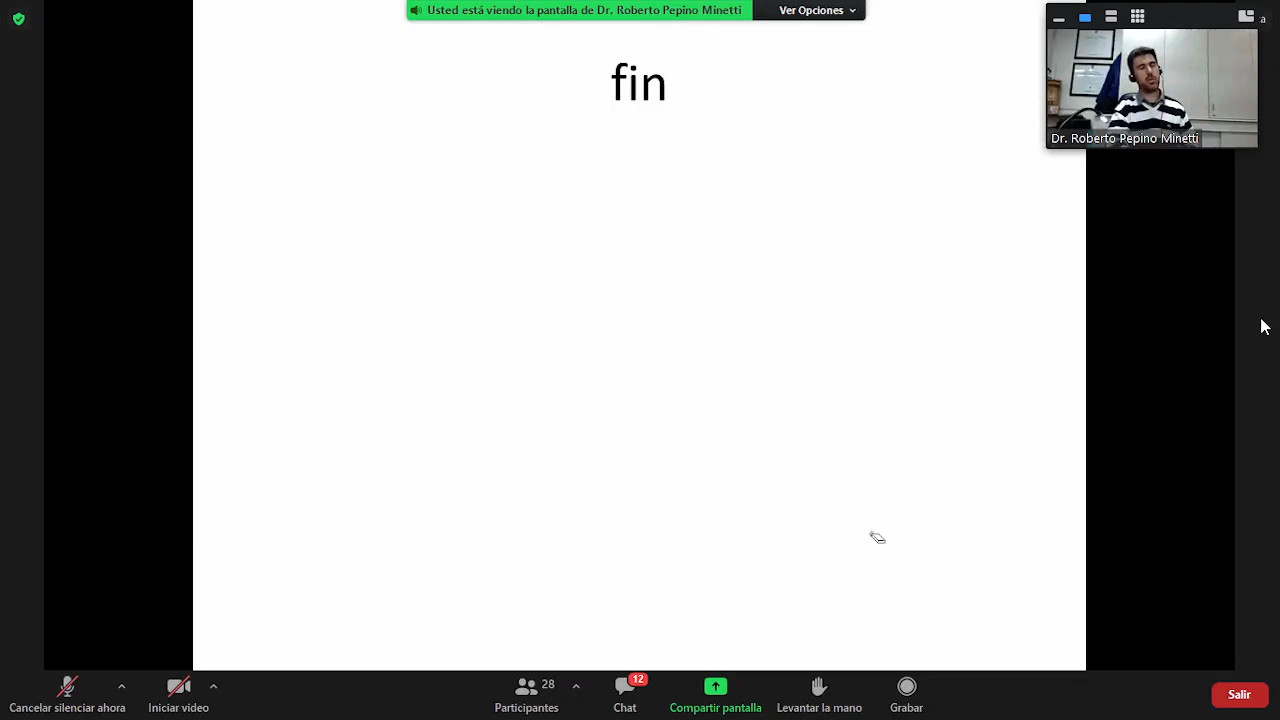 Usted está viendo la pantalla de Dr. Roberto Pepino Minetti
Ver Opciones
a
fin
Dr. Roberto Pepino Minetti
Cancelar silenciar ahora
Iniciar video
28
Participantes
12
Chat
Compartir pantalla
Levantar la mano
Grabar
Salir